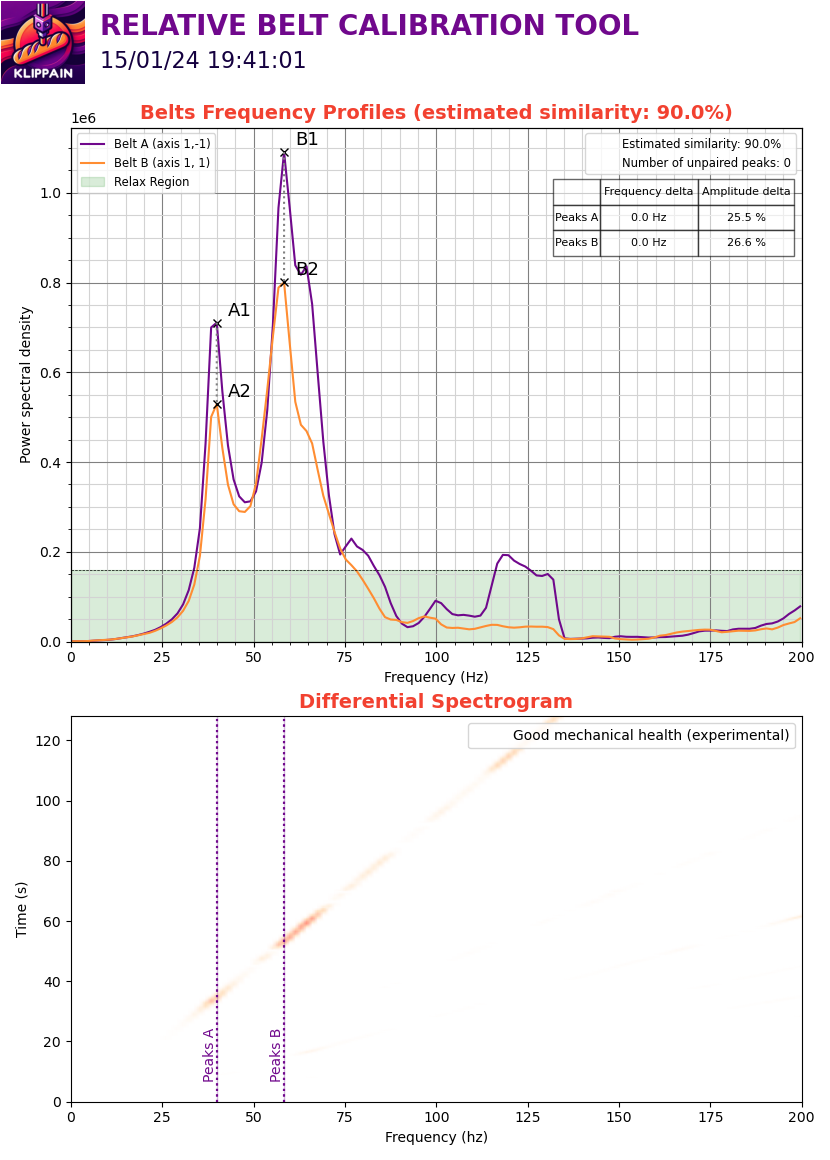 KLIPPAIN
RELATIVE BELT CALIBRATION TOOL
15/01/24 19:41:01
Belts Frequency Profiles (estimated similarity: 90.0%)
1e6
Belt A (axis 1,-1)
Belt B (axis 1, 1)
Relax Region
Estimated similarity: 90.0%
Number of unpaired peaks: 0
Frequency delta Amplitude delta
Peaks A 0.0 Hz 25.5 %
Peaks B 0.0 Hz 26.6 %
B1
B2
A1
A2
1.0
0.8
0.6
0.4
0.2
0.0
Power spectral density
0 25 50 75 100 125 150 175 200
Frequency (Hz)
Differential Spectrogram
Good mechanical health (experimental)
120
100
80
60
40
20
0
Time (s)
Peaks A
Peaks B
0 25 50 75 100 125 150 175 200
Frequency (hz)